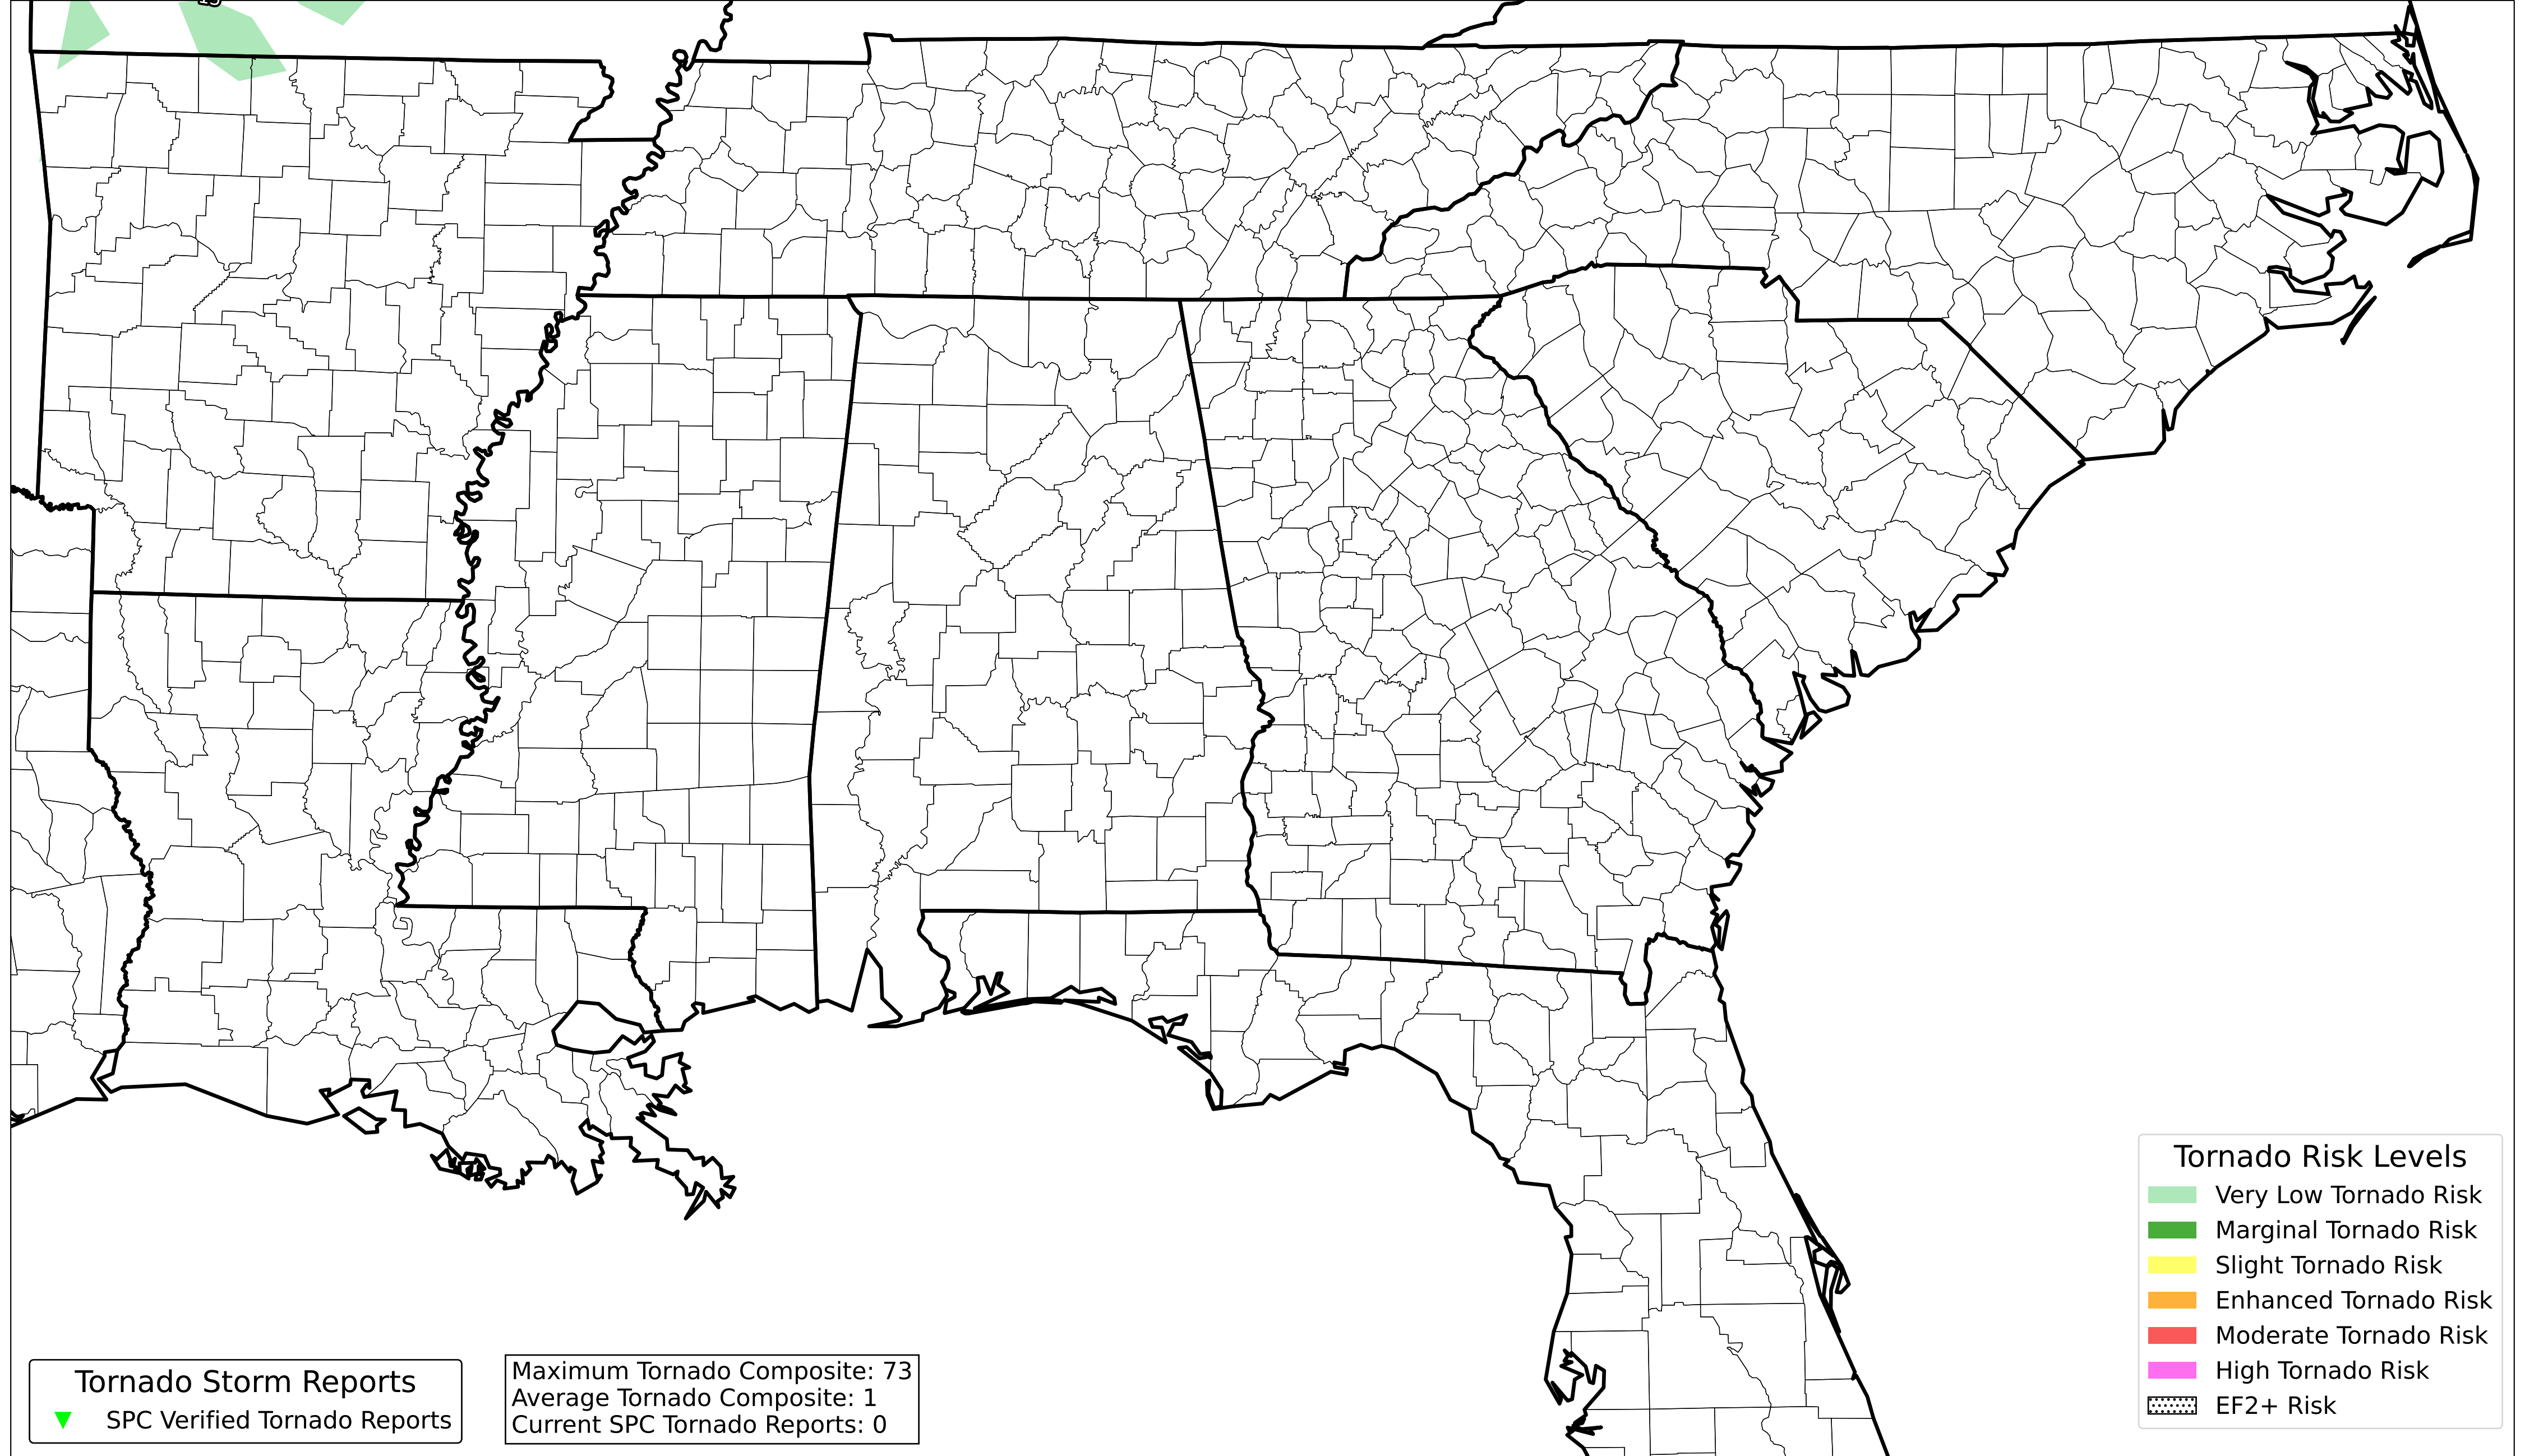 Tornado Risk Levels
Very Low Tornado Risk
Marginal Tornado Risk
Slight Tornado Risk
Enhanced Tornado Risk
Moderate Tornado Risk
High Tornado Risk
EF2+ Risk
Tornado Storm Reports
SPC Verified Tornado Reports
Maximum Tornado Composite: 73
Average Tornado Composite: 1
Current SPC Tornado Reports: 0